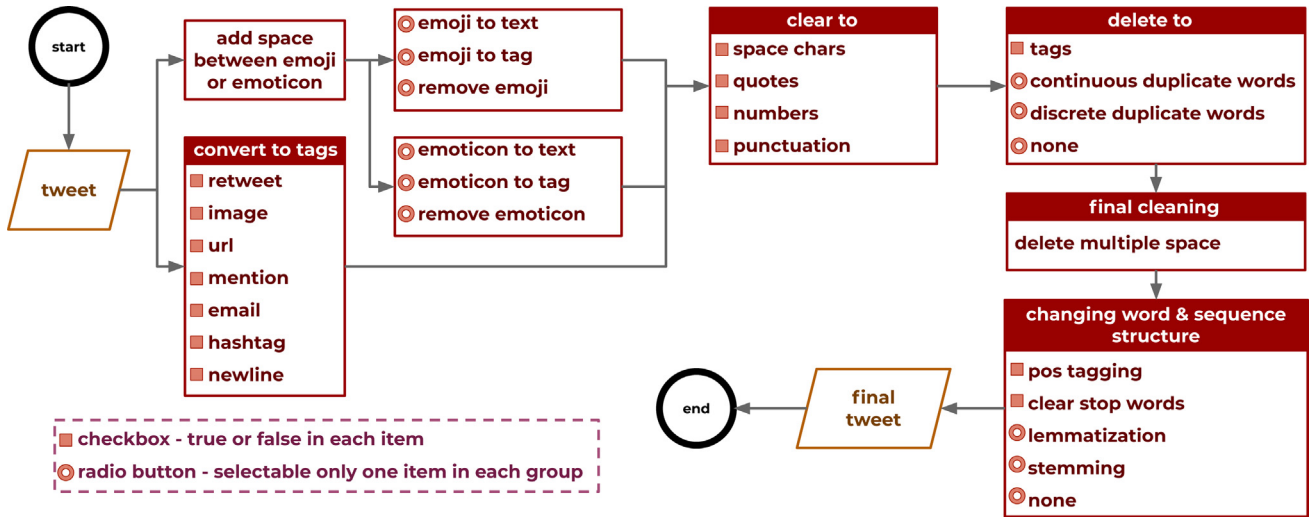 start
tweet
add space
between emoji
or emoticon
convert to tags
retweet
image
url
mention
email
hashtag
newline
emoji to text
emoji to tag
remove emoji
emoticon to text
emoticon to tag
remove emoticon
clear to
space chars
quotes
numbers
punctuation
delete to
tags
continuous duplicate words
discrete duplicate words
none
final cleaning
delete multiple space
changing word & sequence
structure
pos tagging
clear stop words
lemmatization
stemming
none
final
tweet
end
checkbox - true or false in each item
radio button - selectable only one item in each group